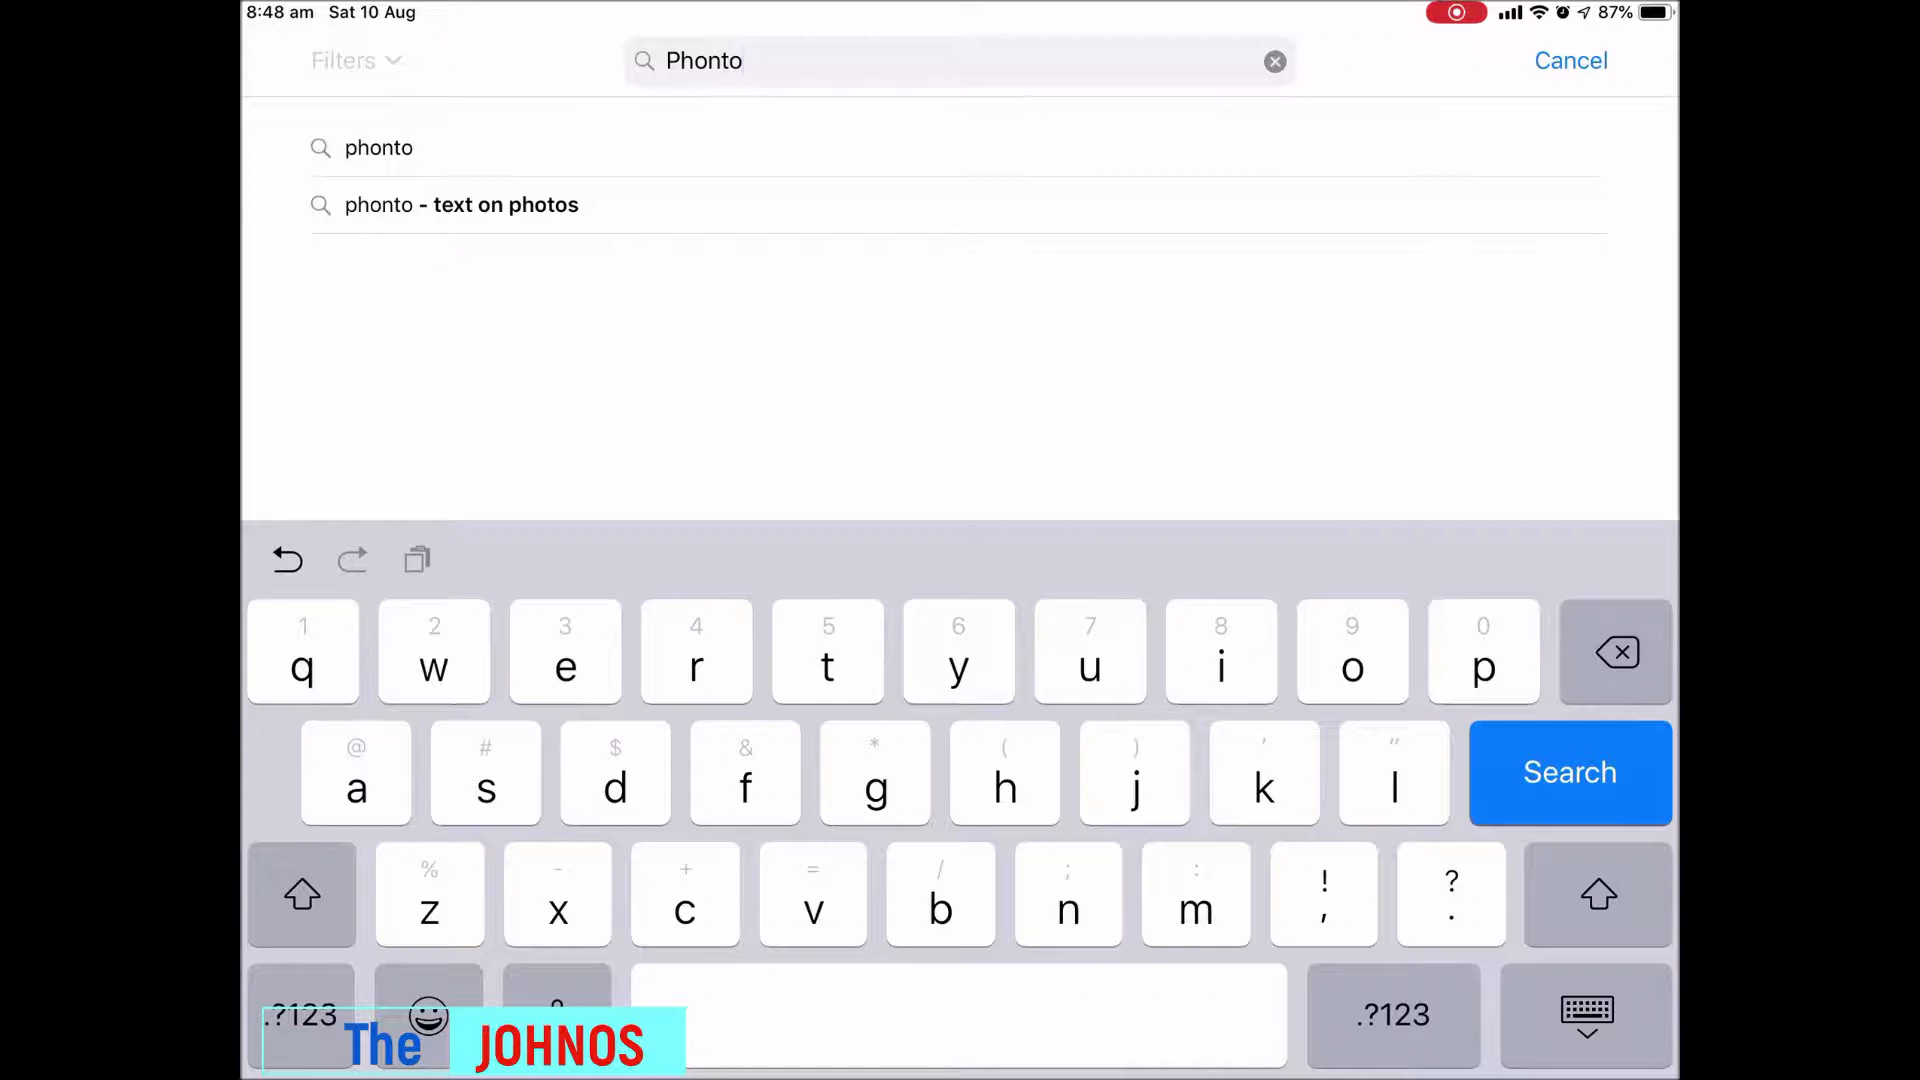 8:48 am Sat 10 Aug 87%
Filters Phonto Cancel
phonto
phonto - text on photos
1 2 3 4 5 6 7 8 9 0
q w e r t y u i o p
@ # $ & * ( ) ' "
a s d f g h j k l Search
% - + = / ; : ! ?
z x c v b n m , .
.?123 .?123
The JOHNOS